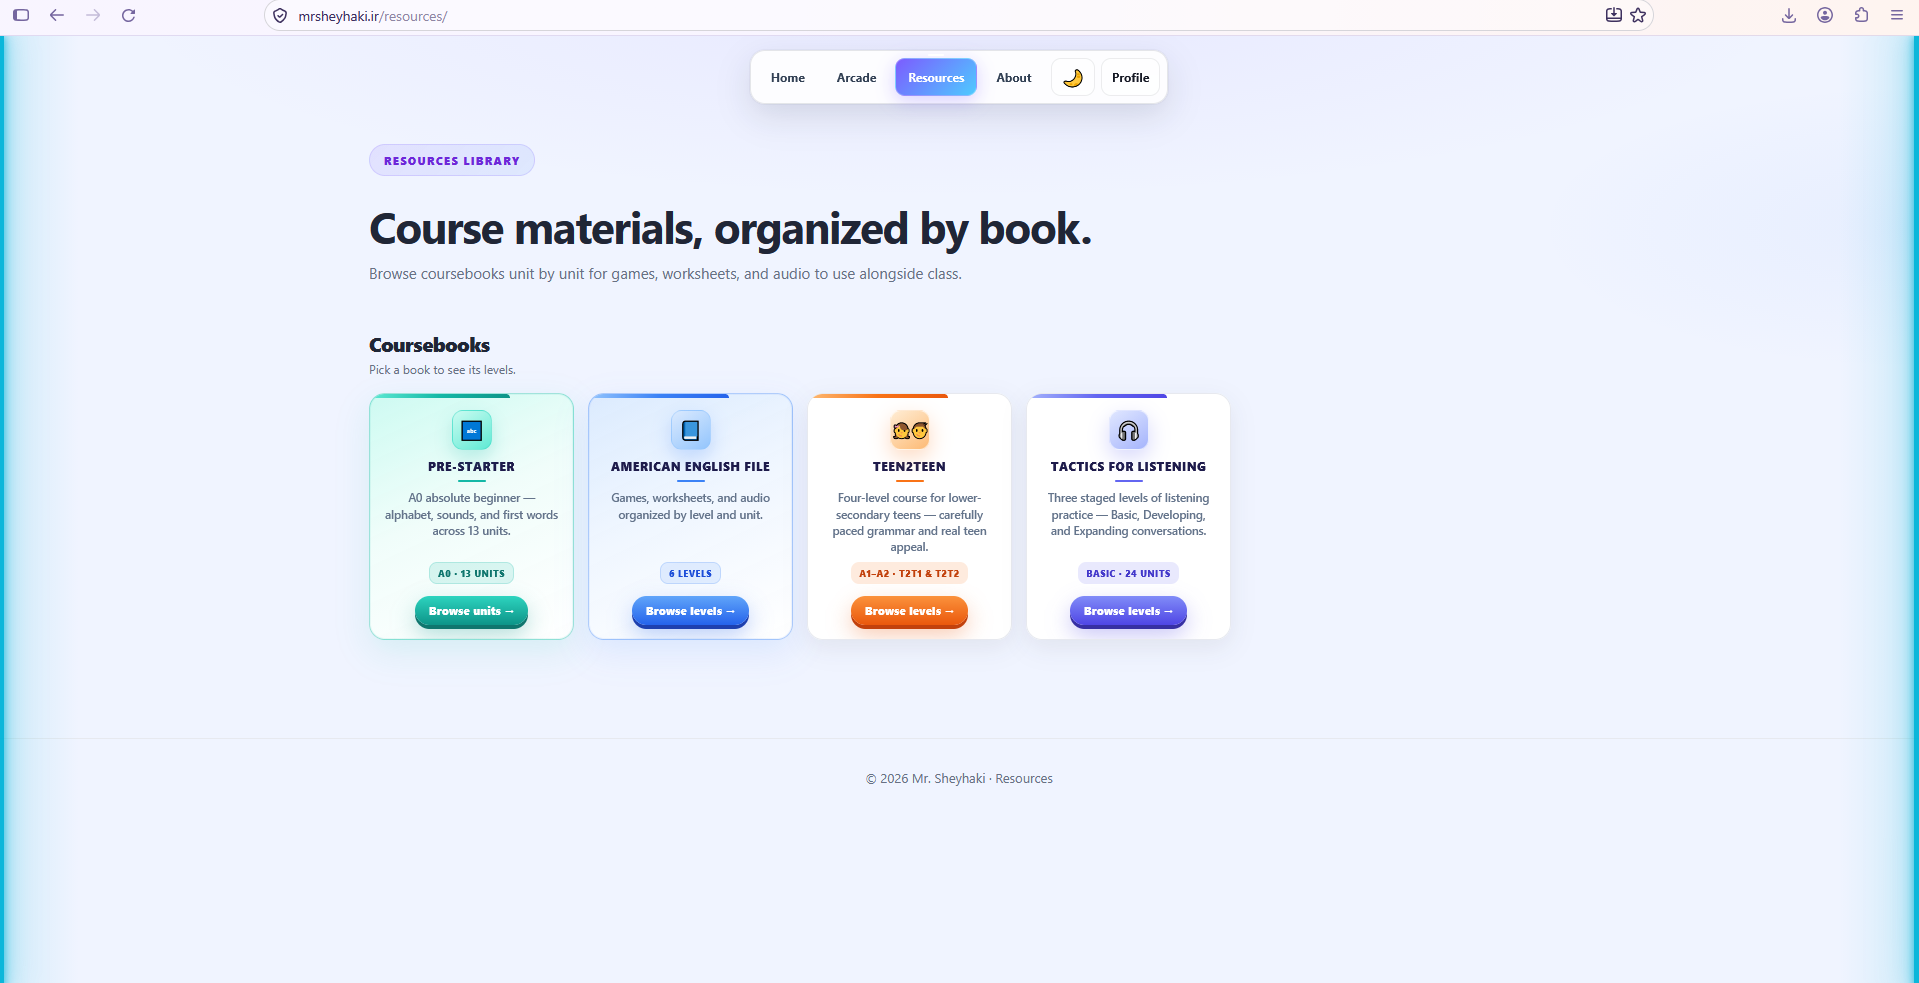 mrsheyhaki.ir/resources/
Home
Arcade
Resources
About
Profile
RESOURCES LIBRARY
Course materials, organized by book.
Browse coursebooks unit by unit for games, worksheets, and audio to use alongside class.
Coursebooks
Pick a book to see its levels.
abc
PRE-STARTER
A0 absolute beginner —
alphabet, sounds, and first words
across 13 units.
A0 · 13 UNITS
Browse units →
AMERICAN ENGLISH FILE
Games, worksheets, and audio
organized by level and unit.
6 LEVELS
Browse levels →
TEEN2TEEN
Four-level course for lower-
secondary teens — carefully
paced grammar and real teen
appeal.
A1–A2 · T2T1 & T2T2
Browse levels →
TACTICS FOR LISTENING
Three staged levels of listening
practice — Basic, Developing,
and Expanding conversations.
BASIC · 24 UNITS
Browse levels →
© 2026 Mr. Sheyhaki · Resources